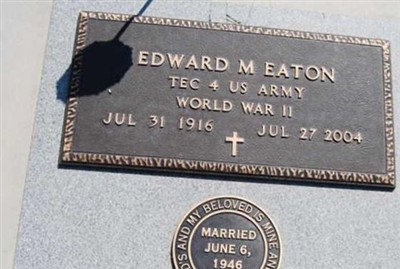 EDWARD M EATON
TEC 4 US ARMY
WORLD WAR II
JUL 31 1916 JUL 27 2004
AND MY BELOVED IS MINE AN
MARRIED
JUNE 6,
1946